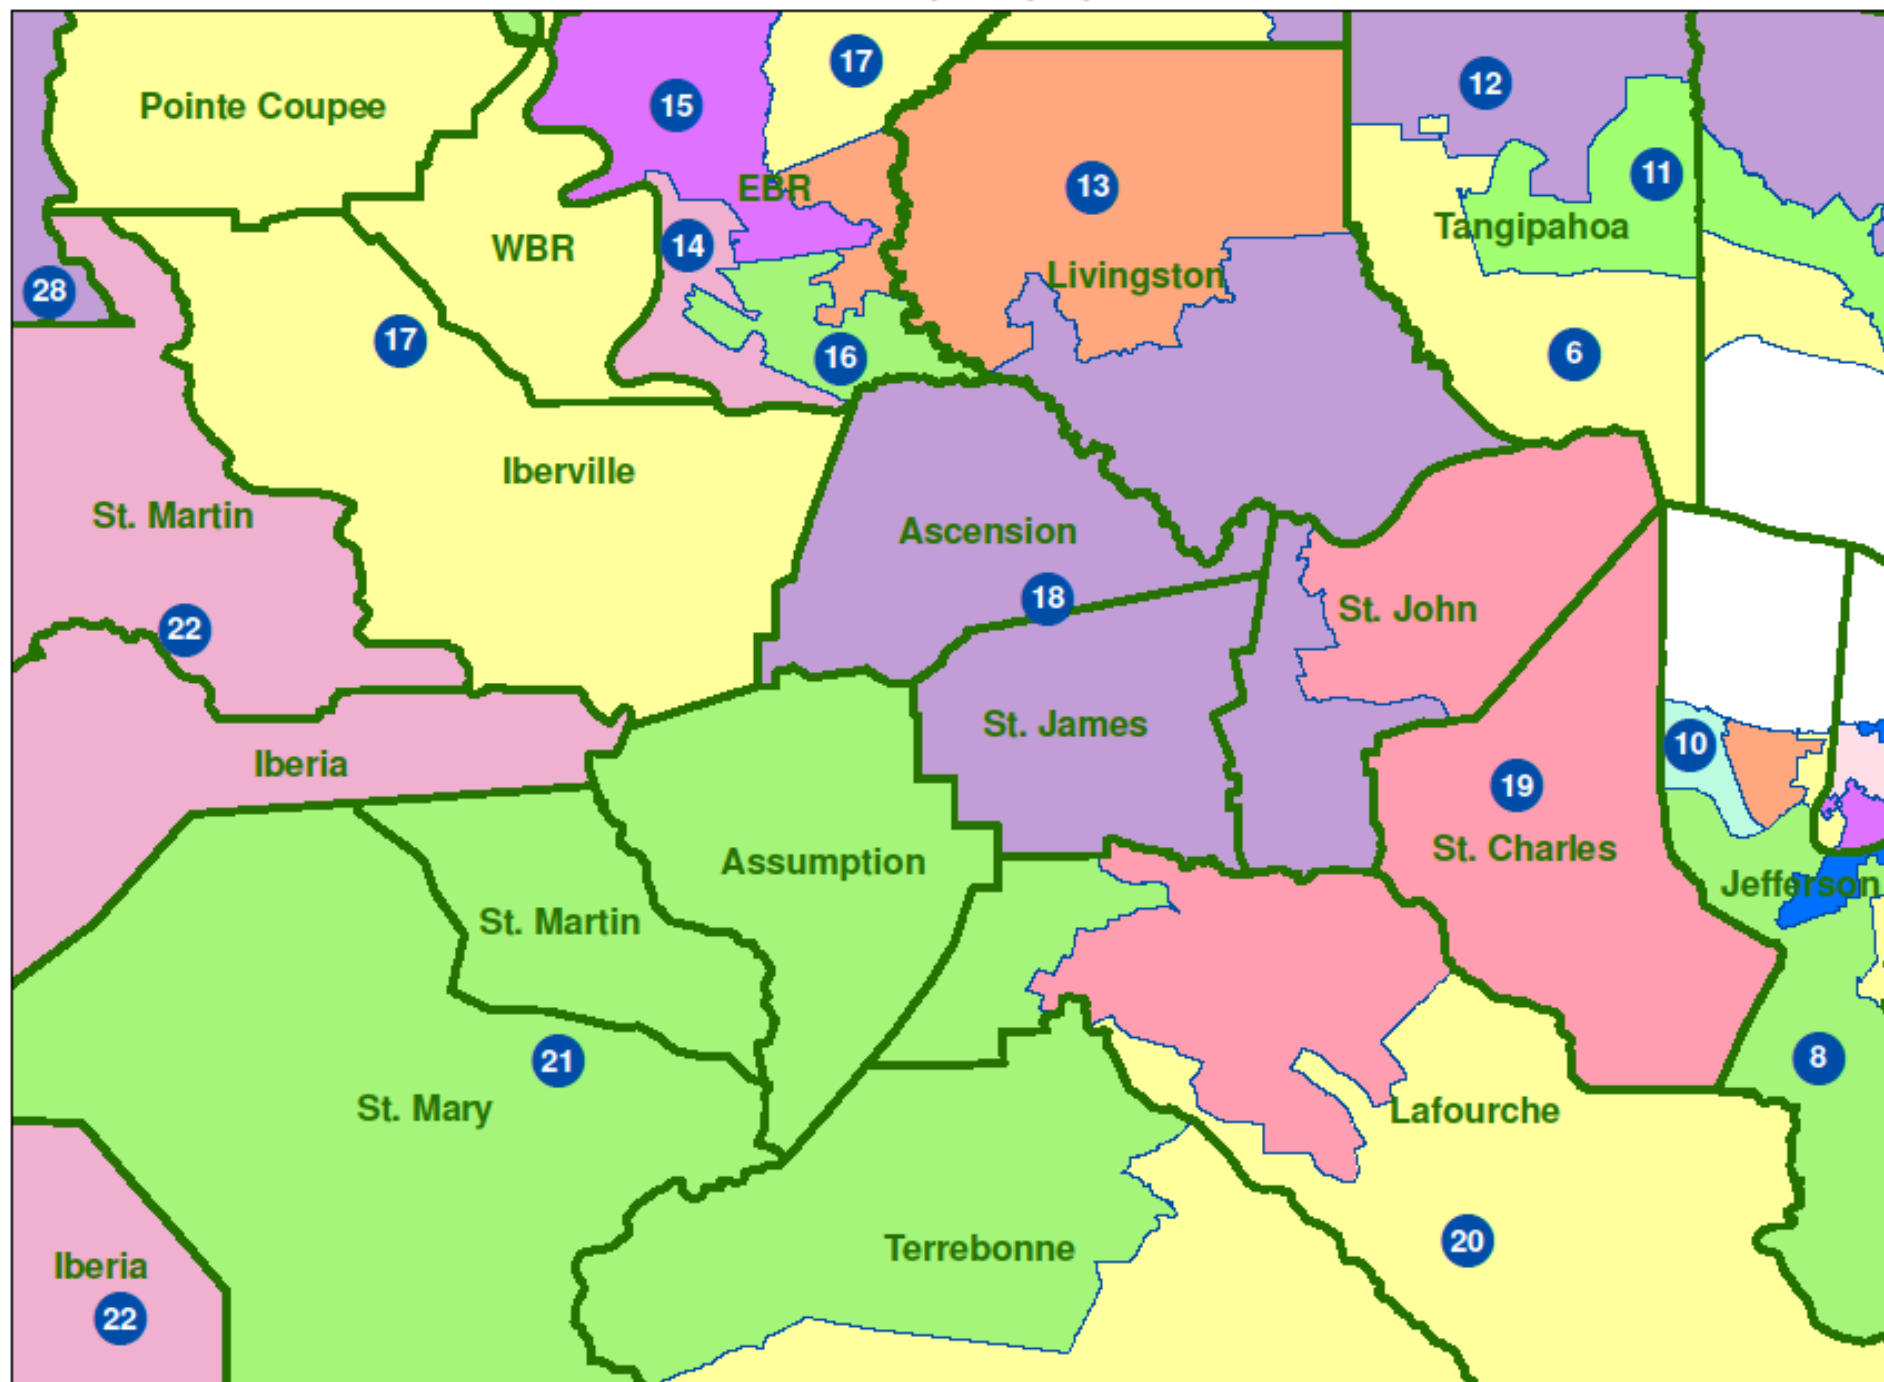 17
12
15
Pointe Coupee
11
13
EBR
Tangipahoa
WBR
14
Livingston
28
17
16
6
Iberville
St. Martin
Ascension
18
St. John
22
St. James
10
Iberia
19
St. Charles
Assumption
Jefferson
St. Martin
21
8
St. Mary
Lafourche
20
Terrebonne
Iberia
22